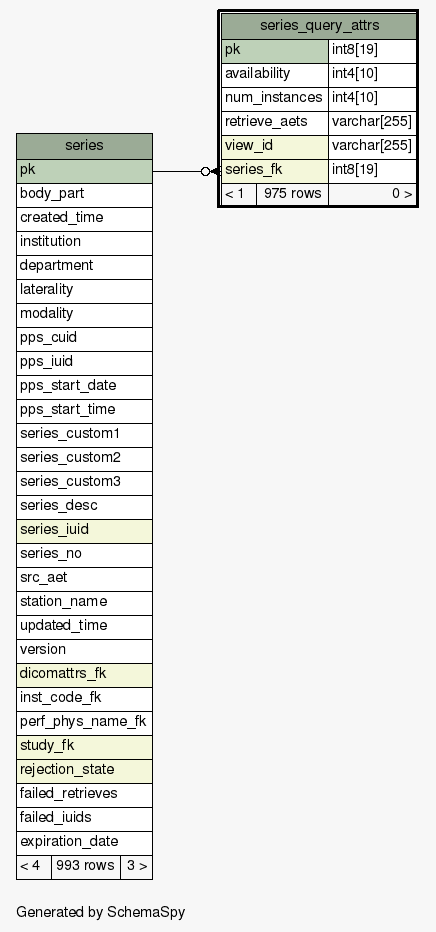 series_query_attrs
pk int8[19]
availability int4[10]
num_instances int4[10]
retrieve_aets varchar[255]
view_id varchar[255]
series_fk int8[19]
< 1 975 rows 0 >
series
pk
body_part
created_time
institution
department
laterality
modality
pps_cuid
pps_iuid
pps_start_date
pps_start_time
series_custom1
series_custom2
series_custom3
series_desc
series_iuid
series_no
src_aet
station_name
updated_time
version
dicomattrs_fk
inst_code_fk
perf_phys_name_fk
study_fk
rejection_state
failed_retrieves
failed_iuids
expiration_date
< 4 993 rows 3 >
Generated by SchemaSpy